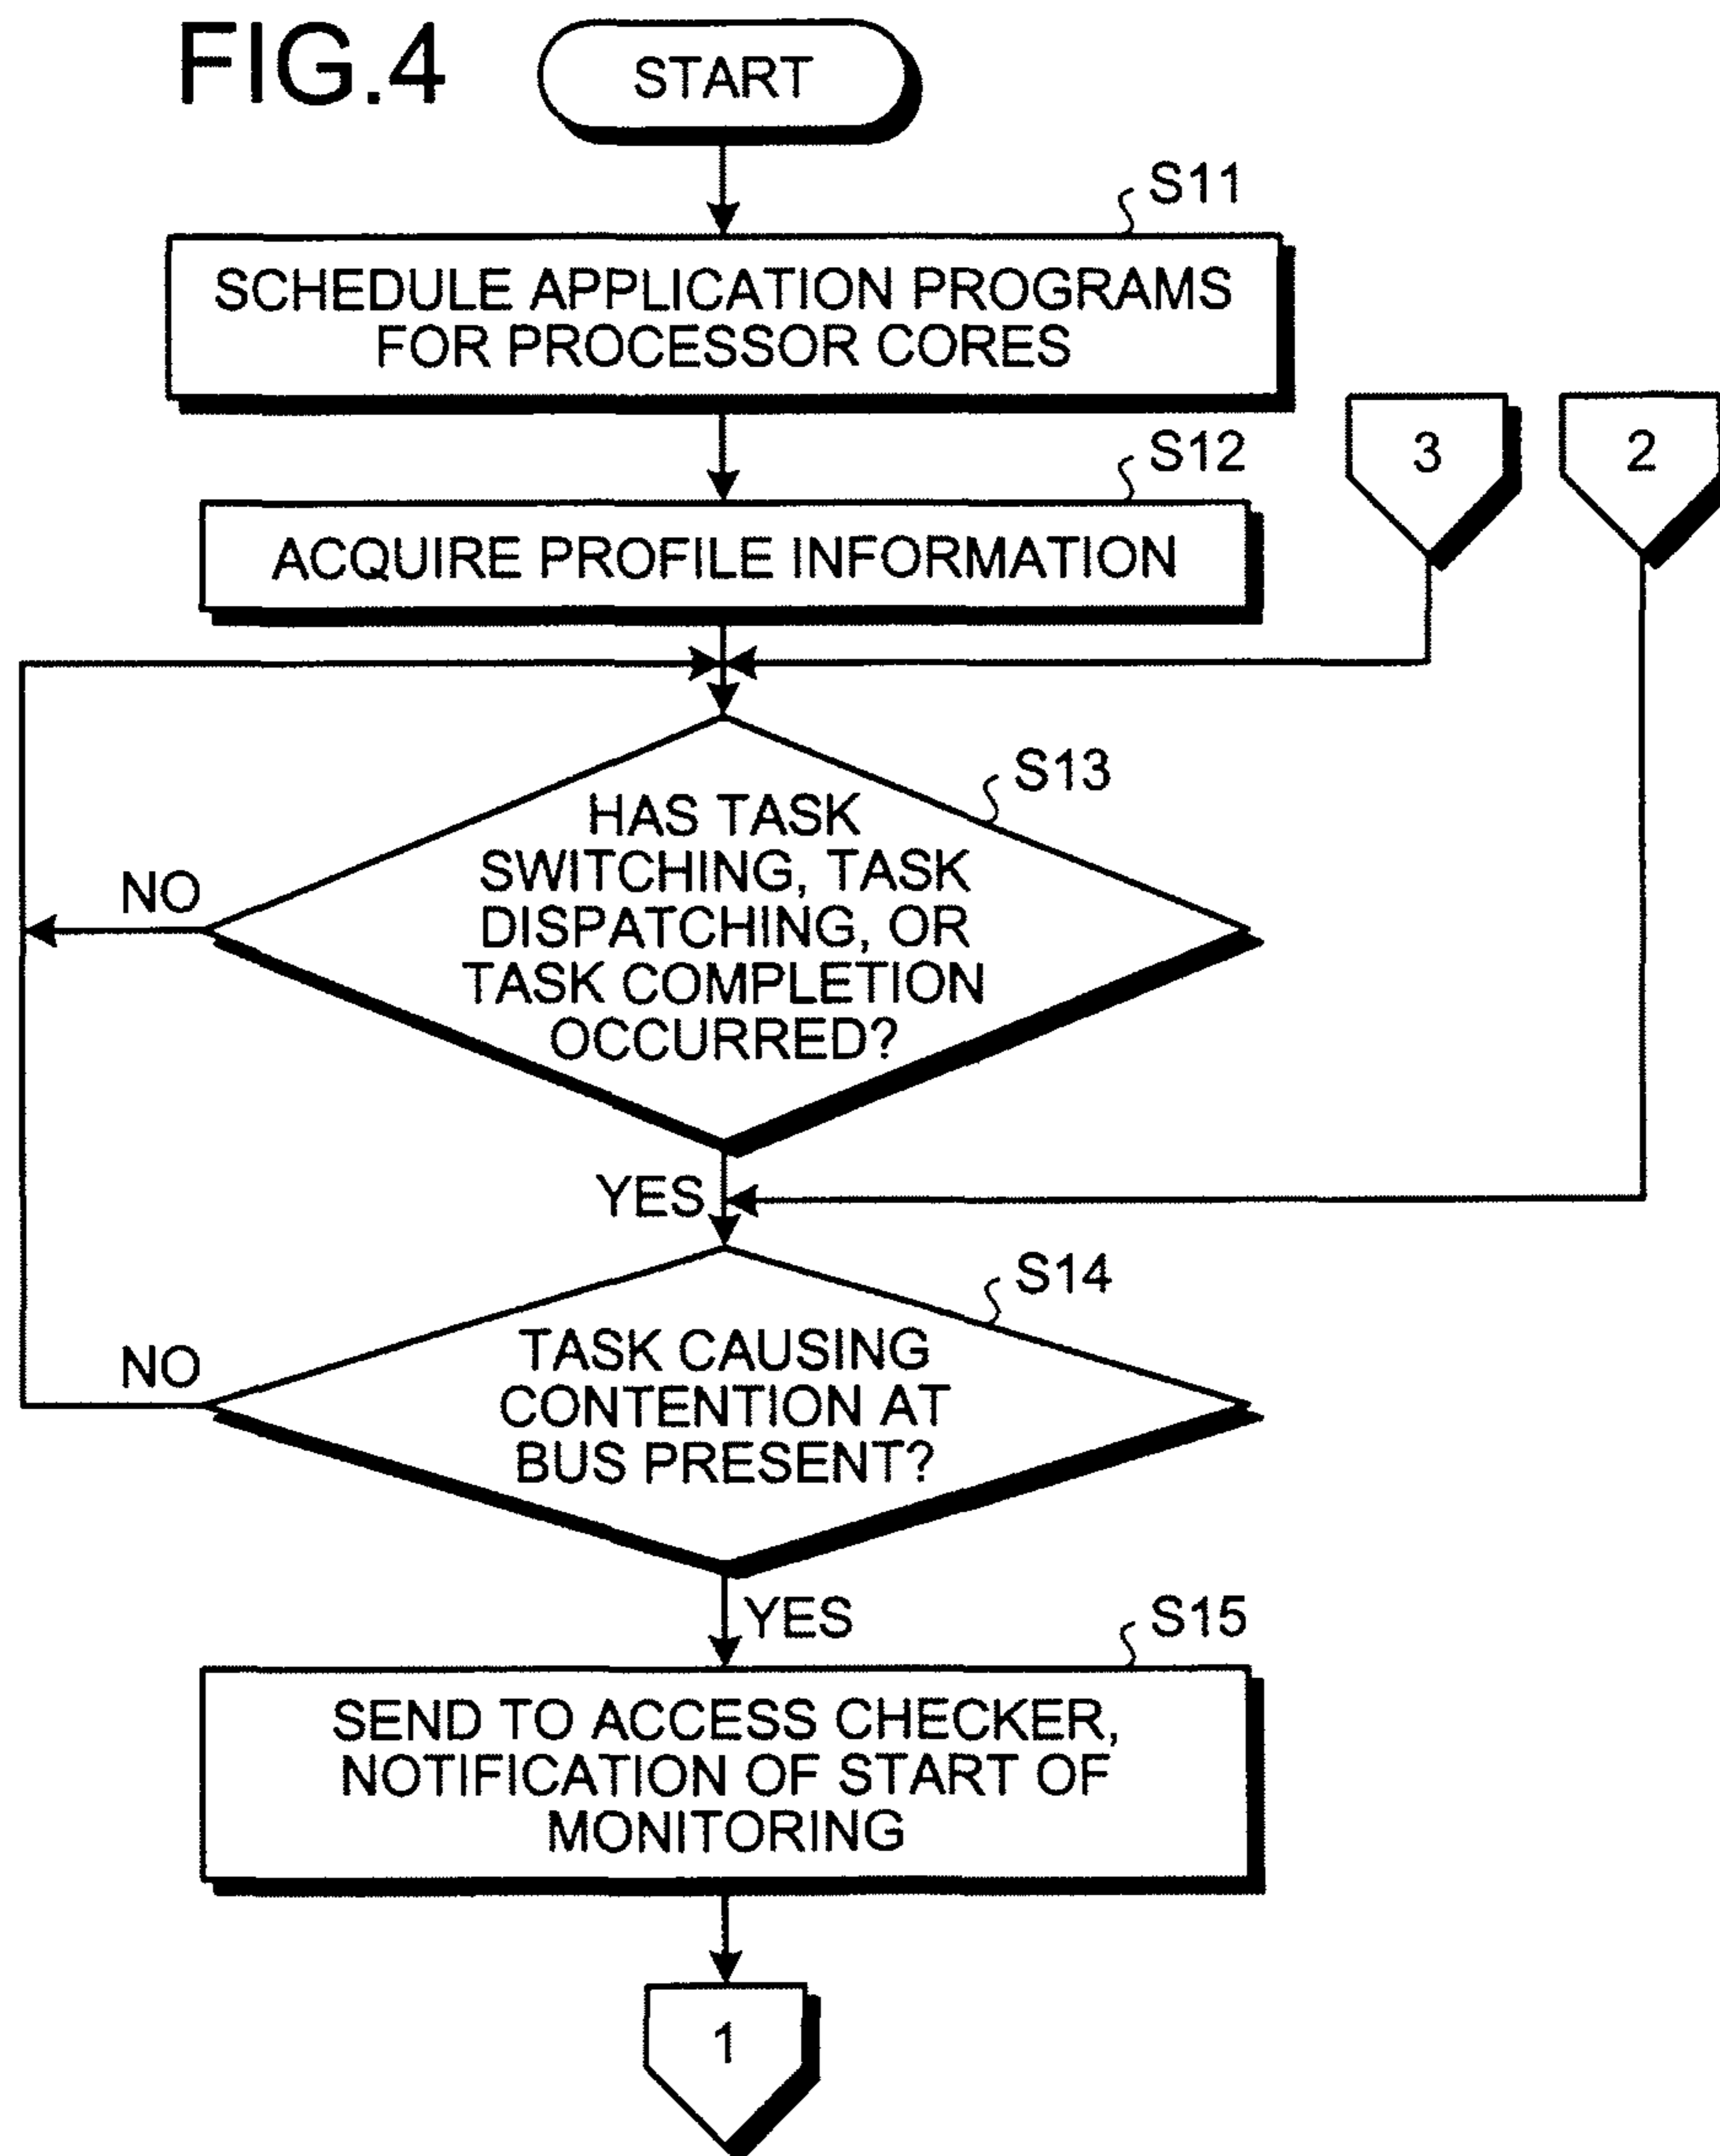 FIG.4
START
S11
SCHEDULE APPLICATION PROGRAMS
FOR PROCESSOR CORES
3
2
S12
ACQUIRE PROFILE INFORMATION
S13
HAS TASK
SWITCHING, TASK
DISPATCHING, OR
TASK COMPLETION
OCCURRED?
NO
YES
S14
TASK CAUSING
CONTENTION AT
BUS PRESENT?
NO
YES
S15
SEND TO ACCESS CHECKER,
NOTIFICATION OF START OF
MONITORING
1